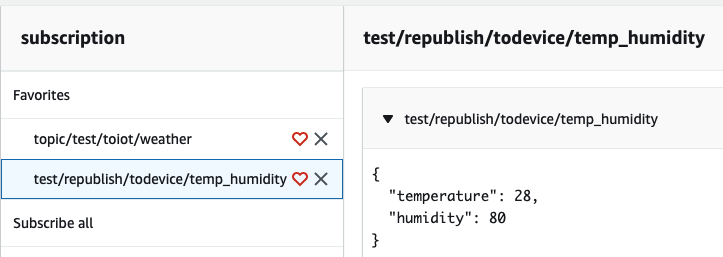 subscription
Favorites
topic/test/toiot/weather
test/republish/todevice/temp_humidity
Subscribe all
test/republish/todevice/temp_humidity
test/republish/todevice/temp_humidity
{
  "temperature": 28,
  "humidity": 80
}